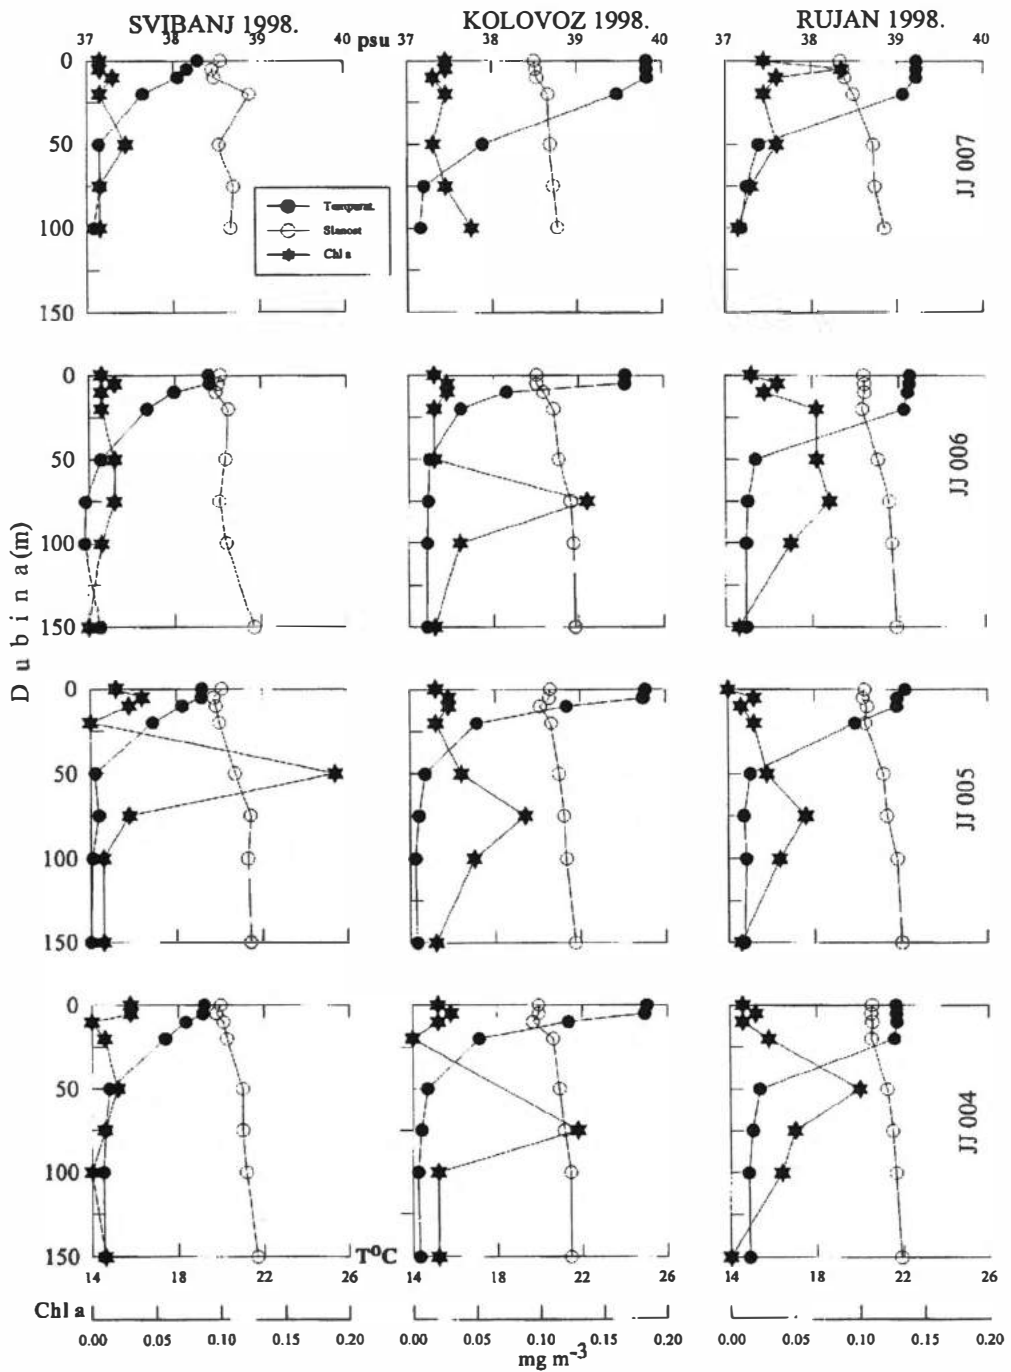 SVIBANJ 1998. KOLOVOZ 1998. RUJAN 1998.
37 38 39 40 psu 37 38 39 40 37 38 39 40
0
50
100
150
Temperat.
Slanost
Chl a
JJ 007
0
50
100
150
JJ 006
Dubina(m)
0
50
100
150
JJ 005
0
50
100
150
JJ 004
T⁰C
14 18 22 26 14 18 22 26 14 18 22 26
Chl a
0.00 0.05 0.10 0.15 0.20 0.00 0.05 0.10 0.15 0.20 0.00 0.05 0.10 0.15 0.20
mg m⁻³